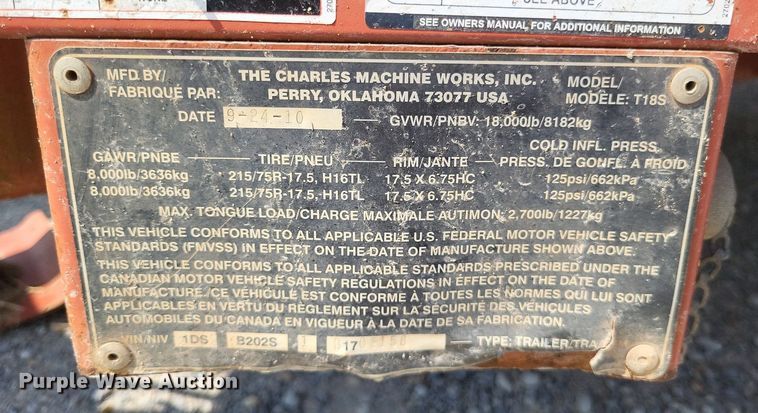 SEE ABOVE
SEE OWNERS MANUAL FOR ADDITIONAL INFORMATION
MFD BY/ THE CHARLES MACHINE WORKS, INC. MODEL/
FABRIQUÉ PAR: PERRY, OKLAHOMA 73077 USA MODÈLE: T18S
DATE 9-24-10 GVWR/PNBV: 18,000lb/8182kg
COLD INFL. PRESS.
GAWR/PNBE TIRE/PNEU RIM/JANTE PRESS. DE GONFL. À FROID
8,000lb/3636kg 215/75R-17.5, H16TL 17.5 X 6.75HC 125psi/662kPa
8,000lb/3636kg 215/75R-17.5, H16TL 17.5 X 6.75HC 125psi/662kPa
MAX. TONGUE LOAD/CHARGE MAXIMALE AUTIMON: 2,700lb/1227kg
THIS VEHICLE CONFORMS TO ALL APPLICABLE U.S. FEDERAL MOTOR VEHICLE SAFETY
STANDARDS (FMVSS) IN EFFECT ON THE DATE OF MANUFACTURE SHOWN ABOVE.
THIS VEHICLE CONFORMS TO ALL APPLICABLE STANDARDS PRESCRIBED UNDER THE
CANADIAN MOTOR VEHICLE SAFETY REGULATIONS IN EFFECT ON THE DATE OF
MANUFACTURE./CE VÉHICULE EST CONFORME À TOUTES LES NORMES QUI LUI SONT
APPLICABLES EN VERTU DU RÈGLEMENT SUR LA SÉCURITÉ DES VÉHICULES
AUTOMOBILES DU CANADA EN VIGUEUR À LA DATE DE SA FABRICATION.
VIN/NIV 1DS B202S 1 TYPE: TRAILER/
Purple Wave Auction